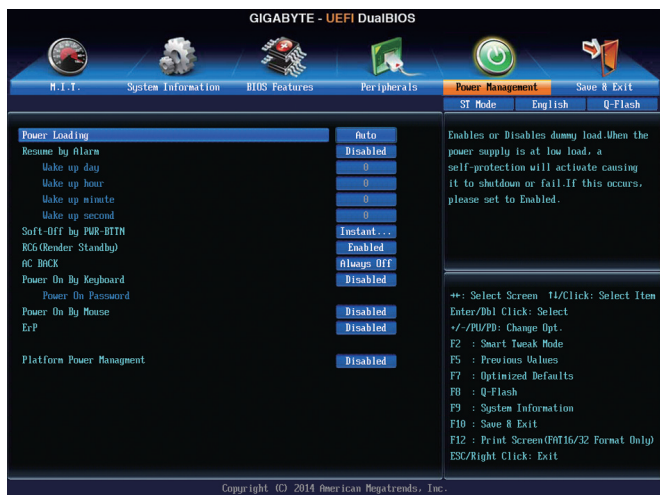 GIGABYTE - UEFI DualBIOS
M.I.T.
System Information
BIOS Features
Peripherals
Power Management
Save & Exit
ST Mode
English
Q-Flash
Power Loading Auto
Resume by Alarm Disabled
Wake up day 0
Wake up hour 0
Wake up minute 0
Wake up second 0
Soft-Off by PWR-BTTN Instant...
RC6(Render Standby) Enabled
AC BACK Always Off
Power On By Keyboard Disabled
Power On Password
Power On By Mouse Disabled
ErP Disabled
Platform Power Managment Disabled
Enables or Disables dummy load.When the
power supply is at low load, a
self-protection will activate causing
it to shutdown or fail.If this occurs,
please set to Enabled.
→←: Select Screen ↑↓/Click: Select Item
Enter/Dbl Click: Select
+/-/PU/PD: Change Opt.
F2 : Smart Tweak Mode
F5 : Previous Values
F7 : Optimized Defaults
F8 : Q-Flash
F9 : System Information
F10 : Save & Exit
F12 : Print Screen(FAT16/32 Format Only)
ESC/Right Click: Exit
Copyright (C) 2014 American Megatrends, Inc.